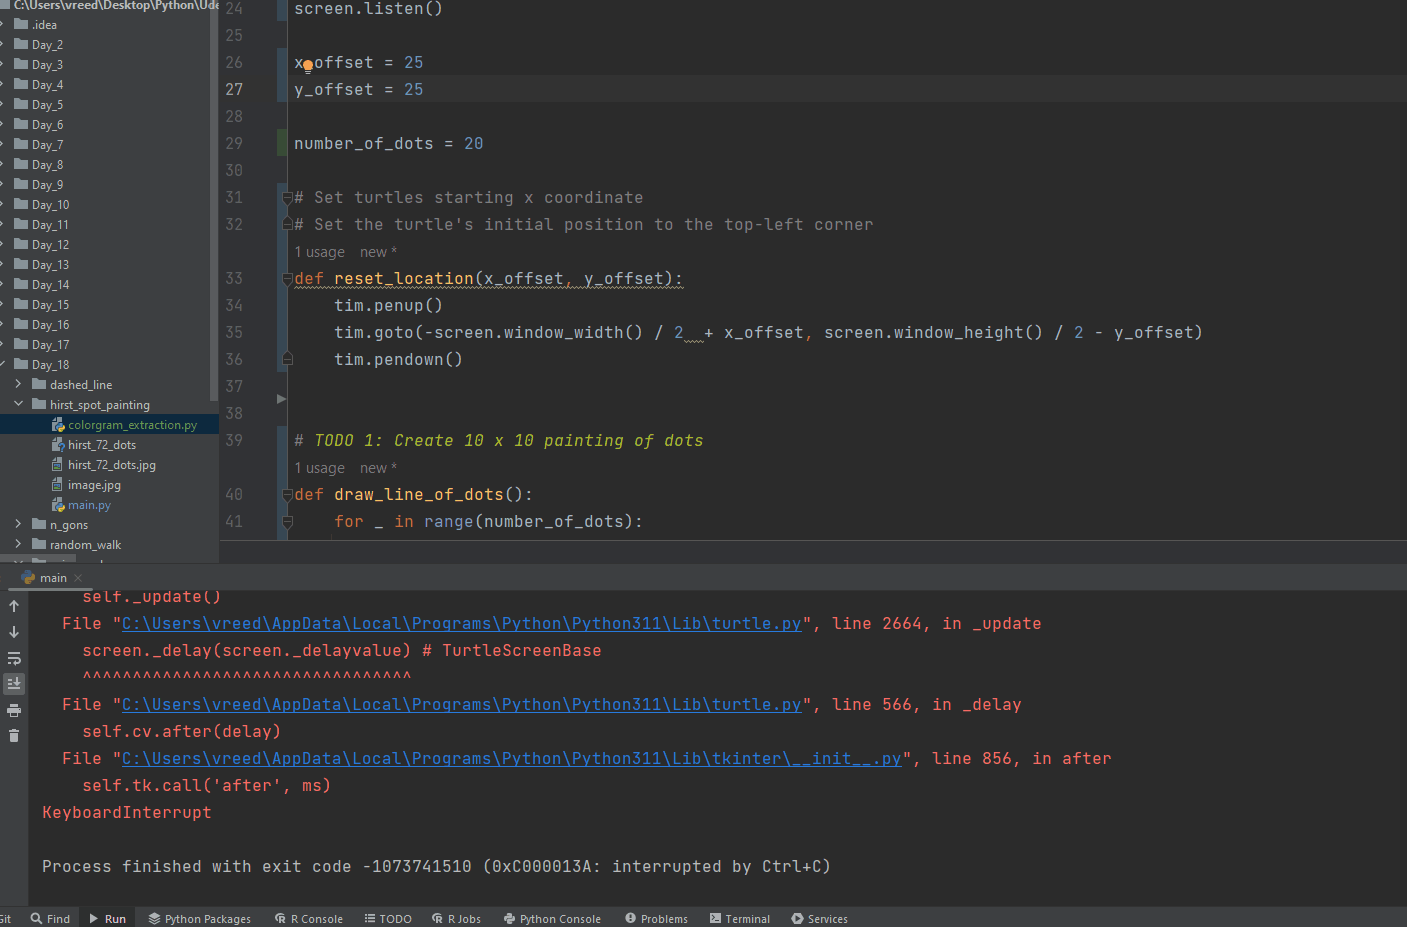 C:\Users\vreed\Desktop\Python\Ude
.idea
Day_2
Day_3
Day_4
Day_5
Day_6
Day_7
Day_8
Day_9
Day_10
Day_11
Day_12
Day_13
Day_14
Day_15
Day_16
Day_17
Day_18
dashed_line
hirst_spot_painting
colorgram_extraction.py
hirst_72_dots
hirst_72_dots.jpg
image.jpg
main.py
n_gons
random_walk
24 screen.listen()
25
26 x_offset = 25
27 y_offset = 25
28
29 number_of_dots = 20
30
31 # Set turtles starting x coordinate
32 # Set the turtle's initial position to the top-left corner
1 usage new *
33 def reset_location(x_offset, y_offset):
34 tim.penup()
35 tim.goto(-screen.window_width() / 2  + x_offset, screen.window_height() / 2 - y_offset)
36 tim.pendown()
37
38
39 # TODO 1: Create 10 x 10 painting of dots
1 usage new *
40 def draw_line_of_dots():
41 for _ in range(number_of_dots):
main
self._update()
File "C:\Users\vreed\AppData\Local\Programs\Python\Python311\Lib\turtle.py", line 2664, in _update
screen._delay(screen._delayvalue) # TurtleScreenBase
^^^^^^^^^^^^^^^^^^^^^^^^^^^^^^^^^
File "C:\Users\vreed\AppData\Local\Programs\Python\Python311\Lib\turtle.py", line 566, in _delay
self.cv.after(delay)
File "C:\Users\vreed\AppData\Local\Programs\Python\Python311\Lib\tkinter\__init__.py", line 856, in after
self.tk.call('after', ms)
KeyboardInterrupt
Process finished with exit code -1073741510 (0xC000013A: interrupted by Ctrl+C)
Git Find Run Python Packages R Console TODO R Jobs Python Console Problems Terminal Services